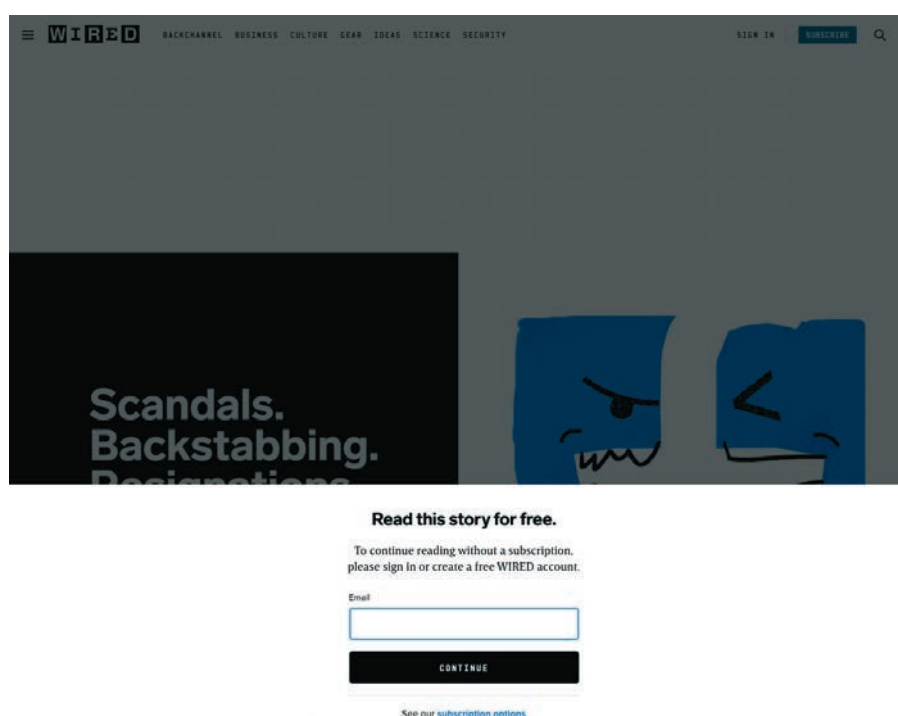 WIRED BACKCHANNEL BUSINESS CULTURE GEAR IDEAS SCIENCE SECURITY SIGN IN SUBSCRIBE
Scandals.
Backstabbing.
Resignations.
Read this story for free.
To continue reading without a subscription,
please sign in or create a free WIRED account.
Email
CONTINUE
See our subscription options